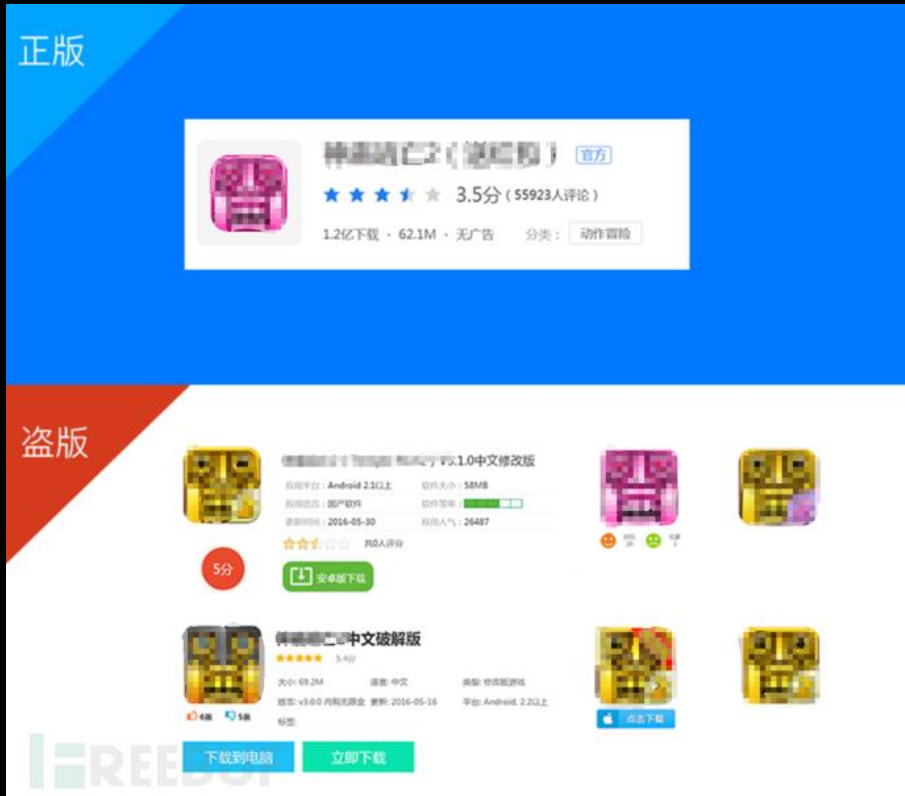 正版
官方
3.5分 ( 55923人评论 )
1.2亿下载 · 62.1M · 无广告 分类： 动作冒险
盗版
V3.1.0中文修改版
应用平台：Android 2.1以上 软件大小：58MB
应用语言：国产软件 软件等级：
更新时间：2016-05-30 应用人气：26487
共0人评分
5分
安卓版下载
中文破解版
5.4分
大小: 69.2M 语言: 中文 类型: 修改版游戏
版本: v3.0.0 内购无限金 更新: 2016-05-16 平台: Android, 2.2以上
标签:
6 5
点击下载
下载到电脑 立即下载